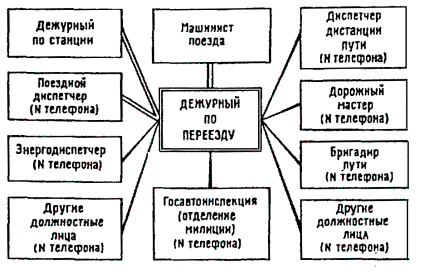 Дежурный
по станции
Машинист
поезда
Диспетчер
дистанции
пути
(N телефона)
Поездной
диспетчер
(N телефона)
ДЕЖУРНЫЙ
ПО
ПЕРЕЕЗДУ
Дорожный
мастер
(N телефона)
Энергодиспетчер
(N телефона)
Бригадир
пути
(N телефона)
Другие
должностные
лица
(N телефона)
Госавтоинспекция
(отделение
милиции)
(N телефона)
Другие
должностные
лица
(N телефона)